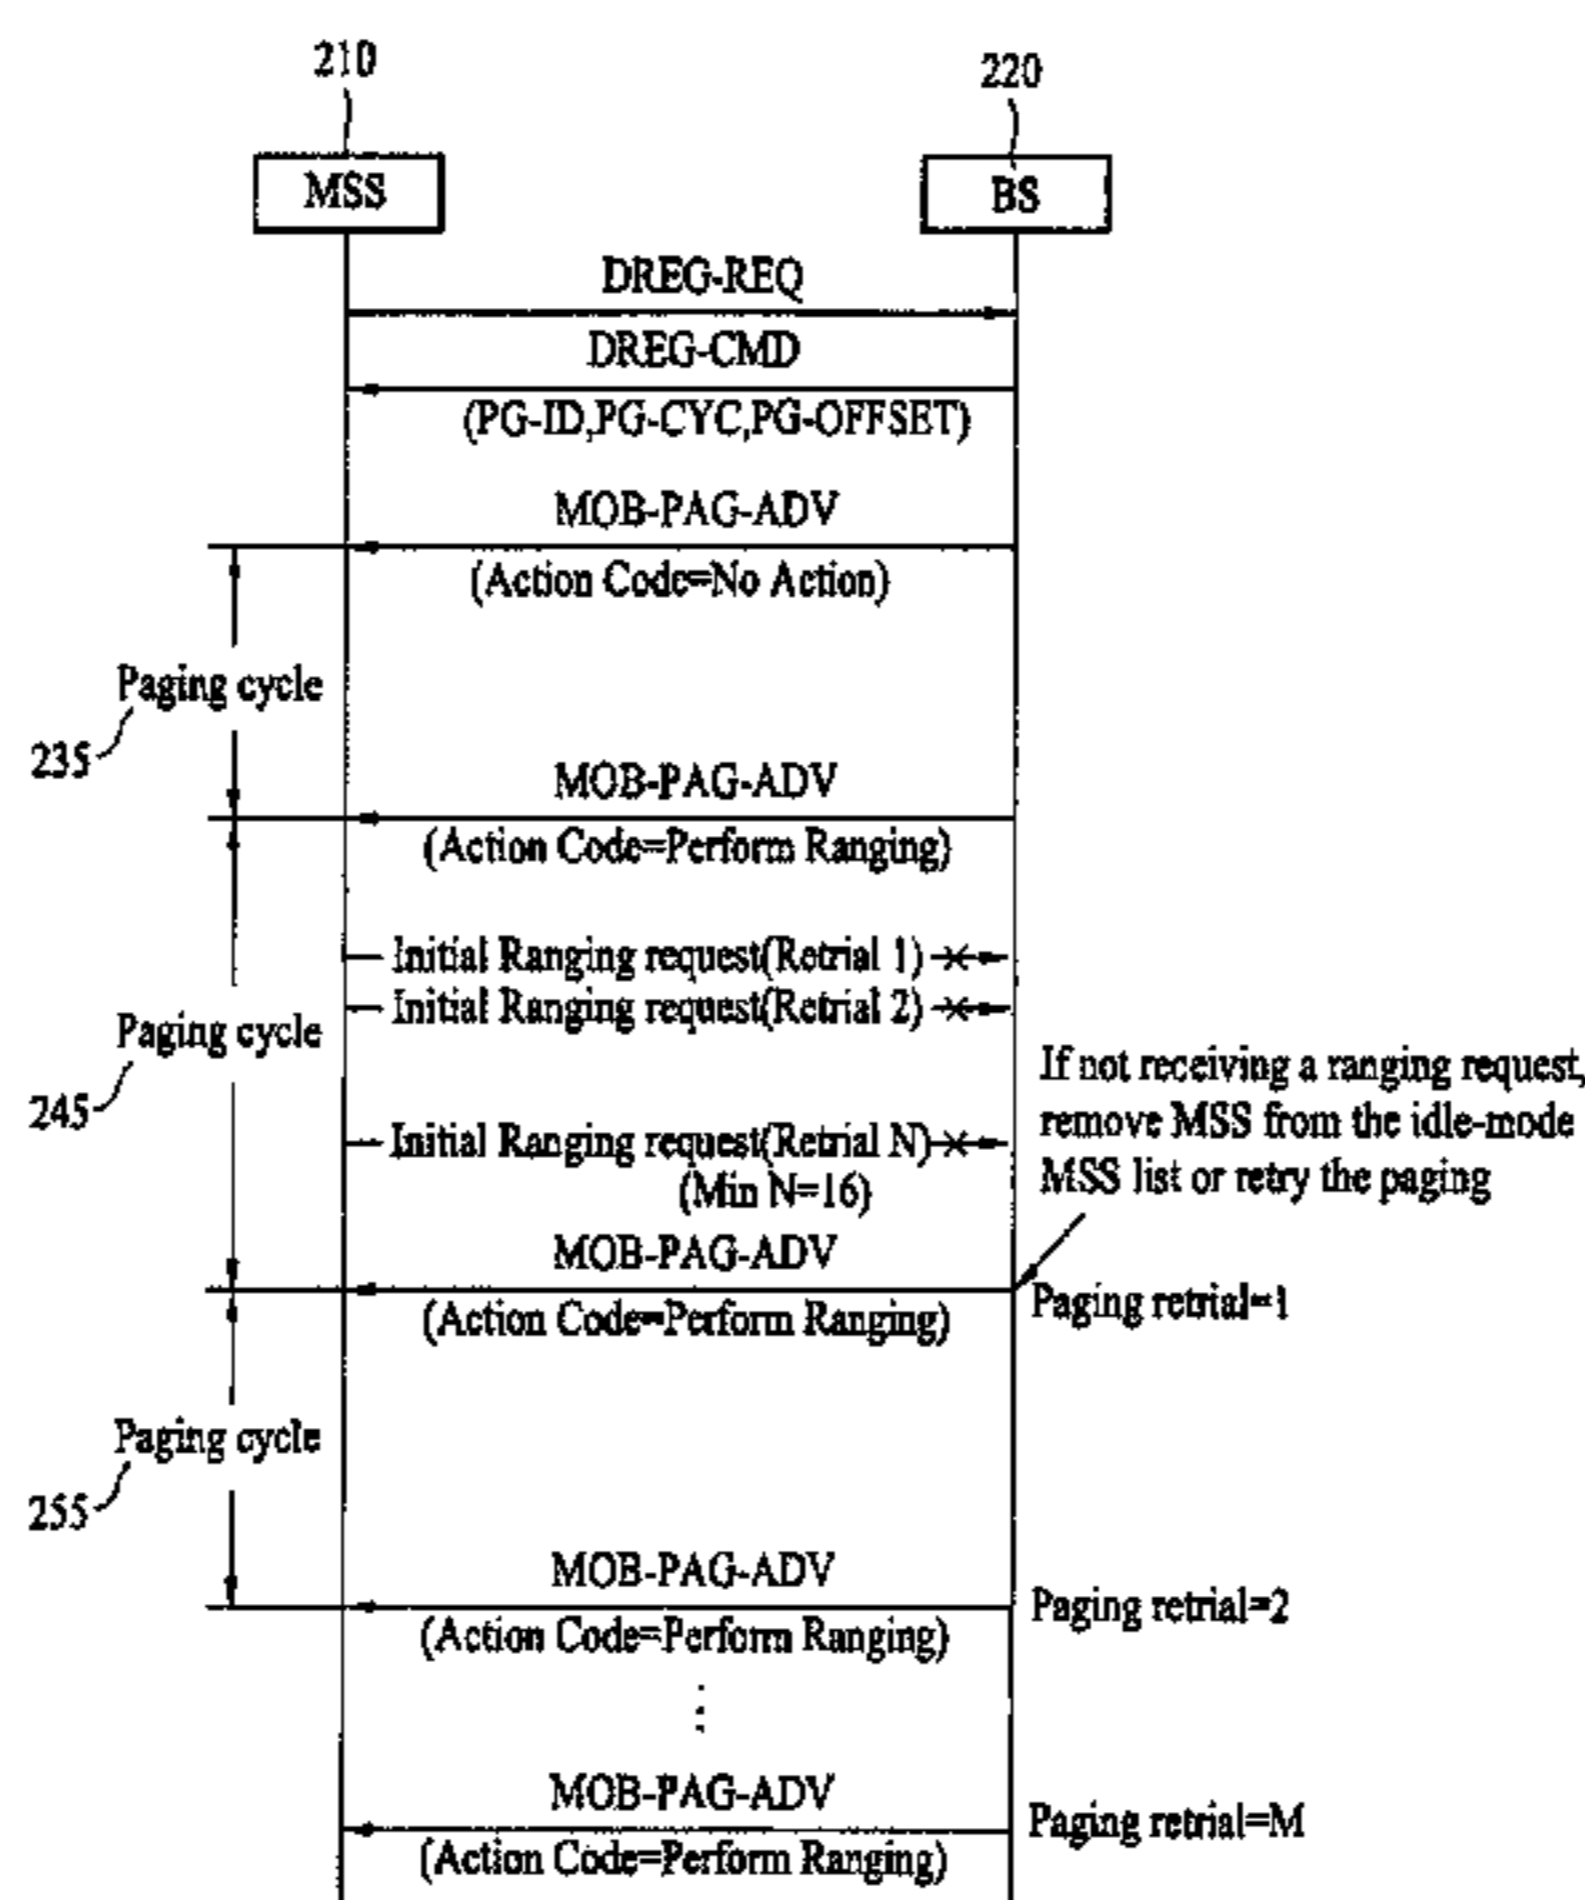 210
220
MSS
BS
DREG-REQ
DREG-CMD
(PG-ID,PG-CYC,PG-OFFSET)
MOB-PAG-ADV
(Action Code=No Action)
Paging cycle
235
MOB-PAG-ADV
(Action Code=Perform Ranging)
Initial Ranging request(Retrial 1)
Initial Ranging request(Retrial 2)
Paging cycle
245
If not receiving a ranging request,
remove MSS from the idle-mode
MSS list or retry the paging
Initial Ranging request(Retrial N)
(Min N=16)
MOB-PAG-ADV
(Action Code=Perform Ranging)
Paging retrial=1
Paging cycle
255
MOB-PAG-ADV
(Action Code=Perform Ranging)
Paging retrial=2
MOB-PAG-ADV
(Action Code=Perform Ranging)
Paging retrial=M